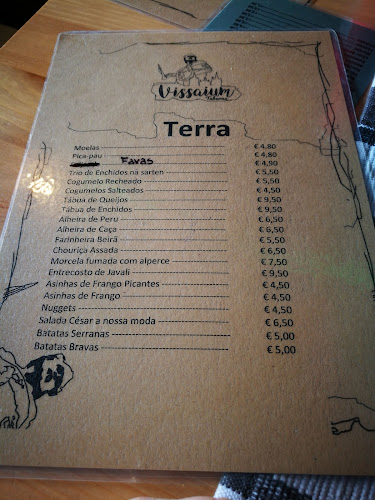 Vissaium
Taberna
Terra
Moelas € 4,80
Pica-pau € 4,80
Favas € 4,90
Trio de Enchidos na sarten € 5,50
Cogumelo Recheado € 5,50
Cogumelos Salteados € 4,50
Tábua de Queijos € 9,50
Tábua de Enchidos € 9,50
Alheira de Peru € 6,50
Alheira de Caça € 6,50
Farinheira Beirã € 5,50
Chouriça Assada € 6,50
Morcela fumada com alperce € 7,50
Entrecosto de Javali € 9,50
Asinhas de Frango Picantes € 4,50
Asinhas de Frango € 4,50
Nuggets € 4,50
Salada César a nossa moda € 6,50
Batatas Serranas € 5,00
Batatas Bravas € 5,00